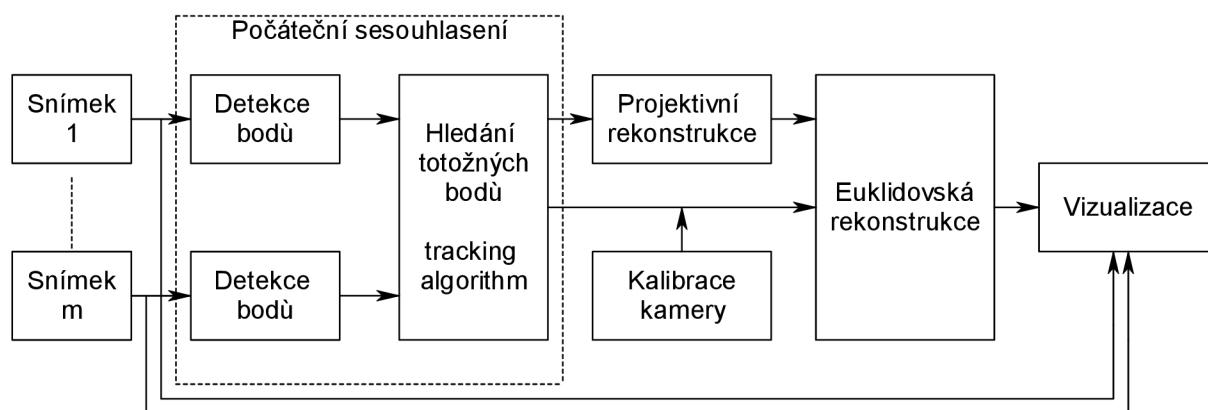 Počáteční sesouhlasení
Snímek
1
Detekce
bodù
Hledání
totožných
bodù
tracking
algorithm
Projektivní
rekonstrukce
Euklidovská
rekonstrukce
Vizualizace
Snímek
m
Detekce
bodù
Kalibrace
kamery